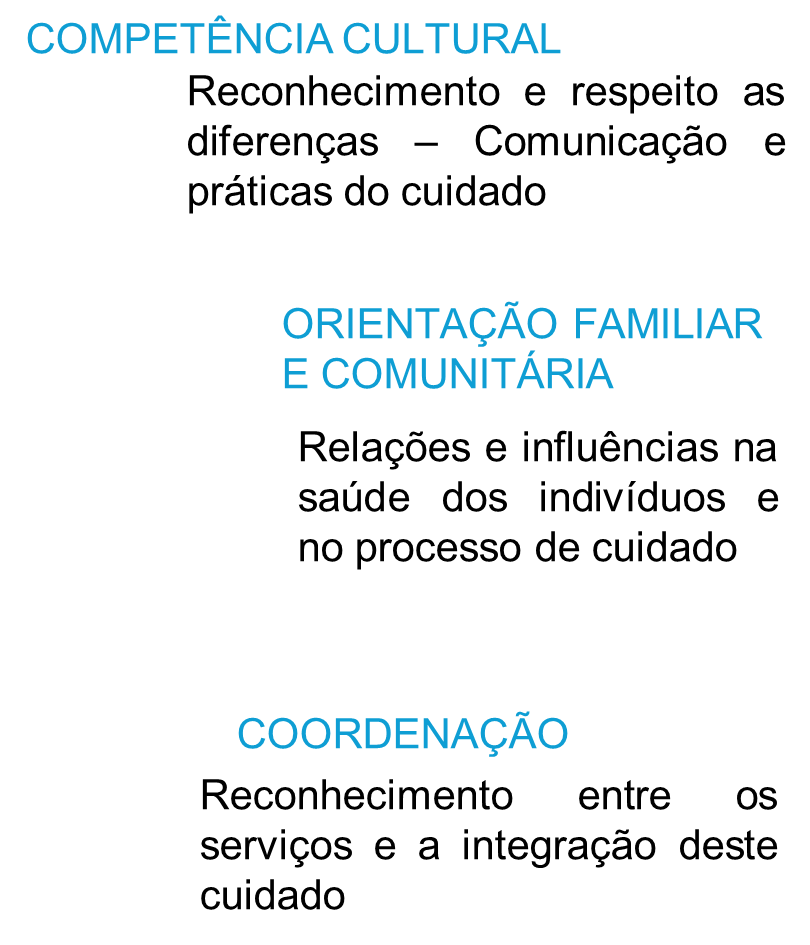 COMPETÊNCIA CULTURAL
Reconhecimento e respeito as
diferenças – Comunicação e
práticas do cuidado
ORIENTAÇÃO FAMILIAR
E COMUNITÁRIA
Relações e influências na
saúde dos indivíduos e
no processo de cuidado
COORDENAÇÃO
Reconhecimento entre os
serviços e a integração deste
cuidado